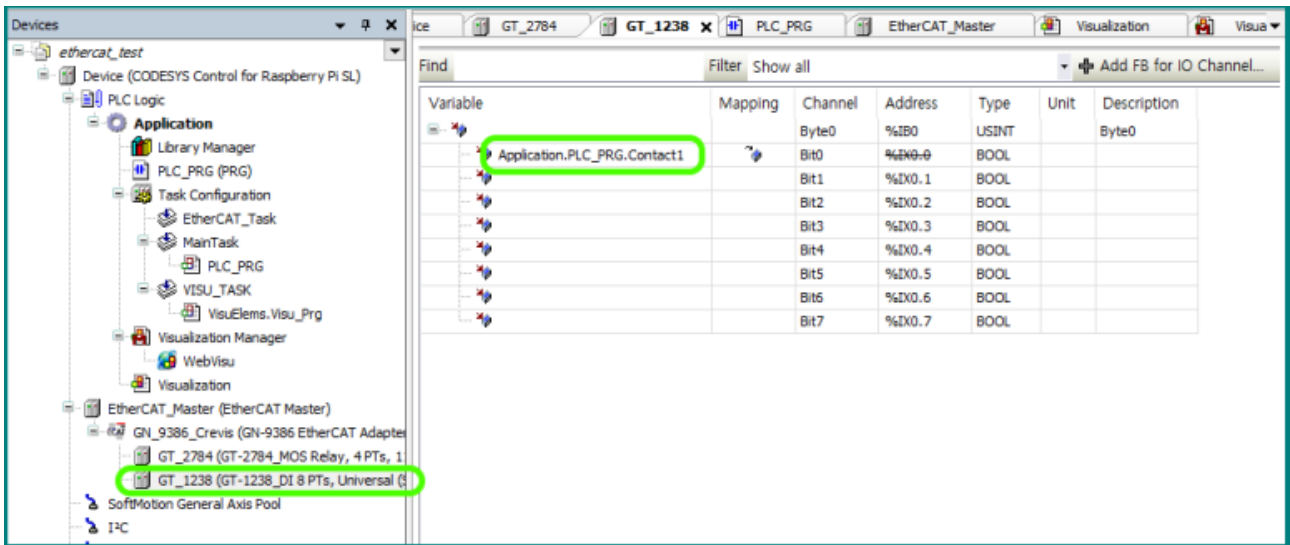 Devices
ethercat_test
Device (CODESYS Control for Raspberry Pi SL)
PLC Logic
Application
Library Manager
PLC_PRG (PRG)
Task Configuration
EtherCAT_Task
MainTask
PLC_PRG
VISU_TASK
VisuElems.Visu_Prg
Visualization Manager
WebVisu
Visualization
EtherCAT_Master (EtherCAT Master)
GN_9386_Crevis (GN-9386 EtherCAT Adapter
GT_2784 (GT-2784_MOS Relay, 4 PTs, 1
GT_1238 (GT-1238_DI 8 PTs, Universal (
SoftMotion General Axis Pool
I²C
ice GT_2784 GT_1238 x PLC_PRG EtherCAT_Master Visualization Visua
Find Filter Show all Add FB for IO Channel...
Variable Mapping Channel Address Type Unit Description
Byte0 %IB0 USINT Byte0
Application.PLC_PRG.Contact1 Bit0 %IX0.0 BOOL
Bit1 %IX0.1 BOOL
Bit2 %IX0.2 BOOL
Bit3 %IX0.3 BOOL
Bit4 %IX0.4 BOOL
Bit5 %IX0.5 BOOL
Bit6 %IX0.6 BOOL
Bit7 %IX0.7 BOOL